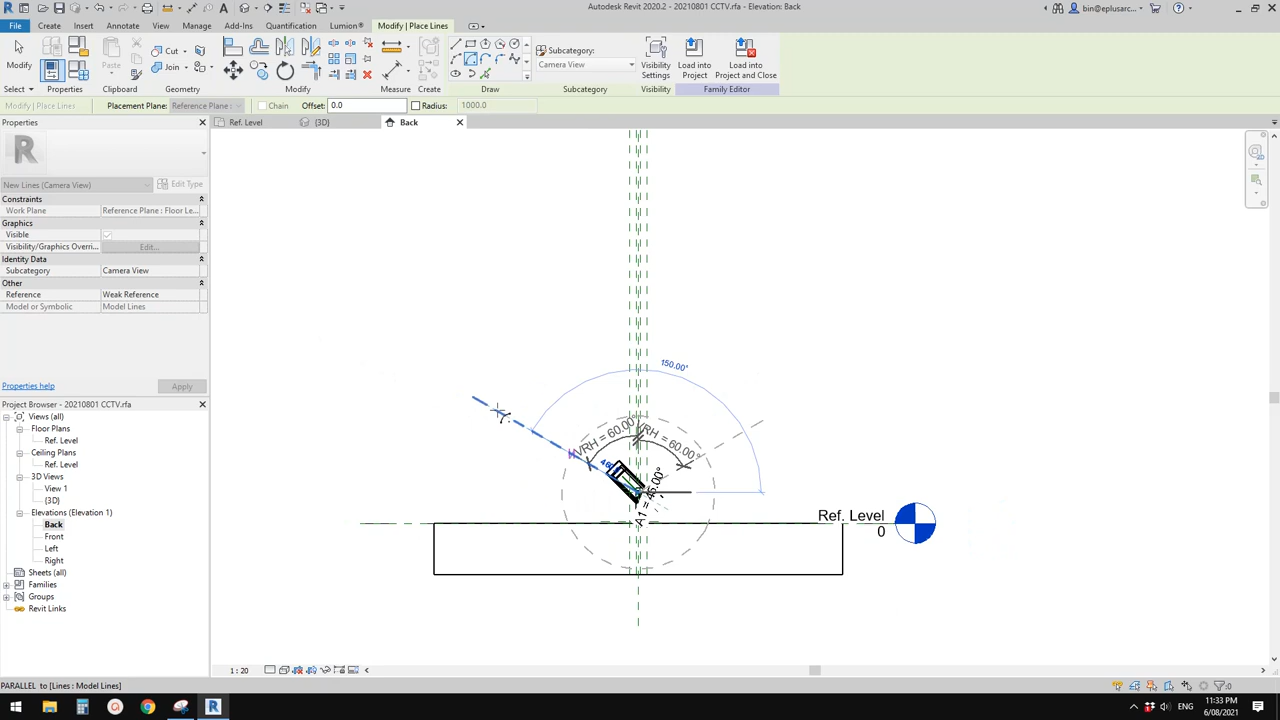 Autodesk Revit 2020.2 - 20210801 CCTV.rfa - Elevation: Back
bin@eplusarc...
File
Create
Insert
Annotate
View
Manage
Add-Ins
Quantification
Lumion®
Modify | Place Lines
Modify
Paste
Cut
Join
Subcategory:
Camera View
Visibility Settings
Load into Project
Load into Project and Close
Select
Properties
Clipboard
Geometry
Modify
Measure
Create
Draw
Subcategory
Visibility
Family Editor
Modify | Place Lines
Placement Plane:
Reference Plane :
Chain
Offset:
0.0
Radius:
1000.0
Properties
Ref. Level
{3D}
Back
New Lines (Camera View)
Edit Type
Constraints
Work Plane
Reference Plane : Floor Le...
Graphics
Visible
Visibility/Graphics Overri...
Edit...
Identity Data
Subcategory
Camera View
Other
Reference
Weak Reference
Model or Symbolic
Model Lines
Properties help
Apply
Project Browser - 20210801 CCTV.rfa
Views (all)
Floor Plans
Ref. Level
Ceiling Plans
Ref. Level
3D Views
View 1
{3D}
Elevations (Elevation 1)
Back
Front
Left
Right
Sheets (all)
Families
Groups
Revit Links
150.00°
VRH = 60.00°
VRH = 60.00°
A1 = 45.00°
Ref. Level
0
1 : 20
PARALLEL to [Lines : Model Lines]
:0
ENG
11:33 PM
6/08/2021